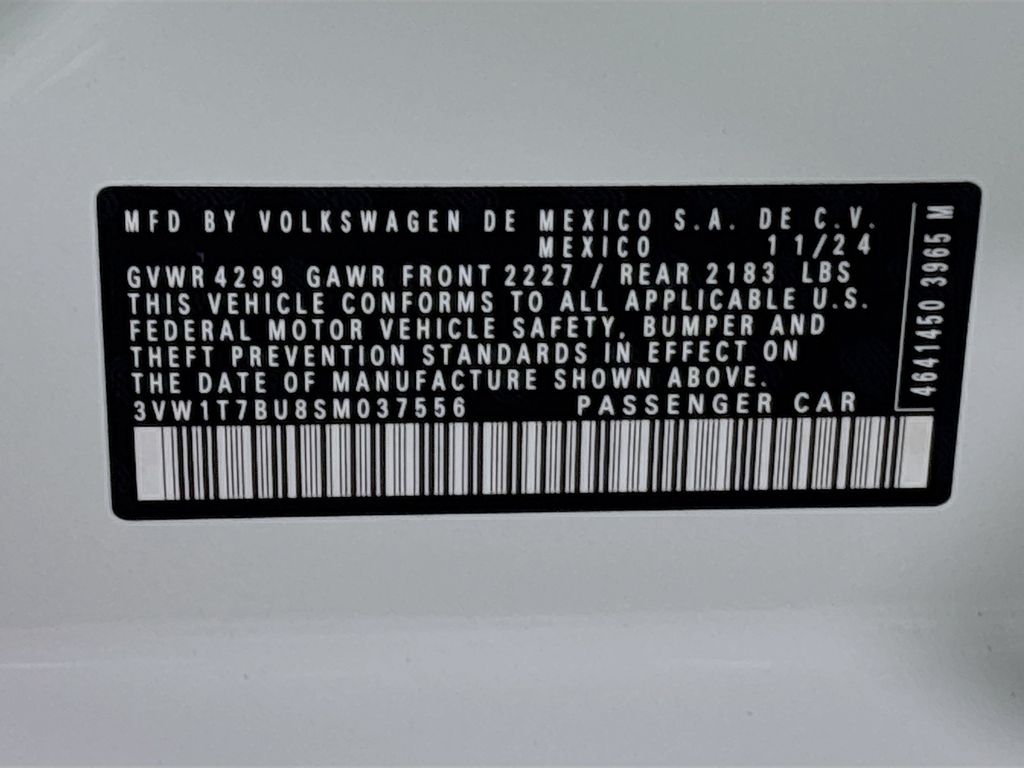 MFD BY VOLKSWAGEN DE MEXICO S.A. DE C.V.
MEXICO 11/24
GVWR 4299 GAWR FRONT 2227 / REAR 2183 LBS
THIS VEHICLE CONFORMS TO ALL APPLICABLE U.S.
FEDERAL MOTOR VEHICLE SAFETY, BUMPER AND
THEFT PREVENTION STANDARDS IN EFFECT ON
THE DATE OF MANUFACTURE SHOWN ABOVE.
3VW1T7BU8SM037556 PASSENGER CAR
4641450 3965 M